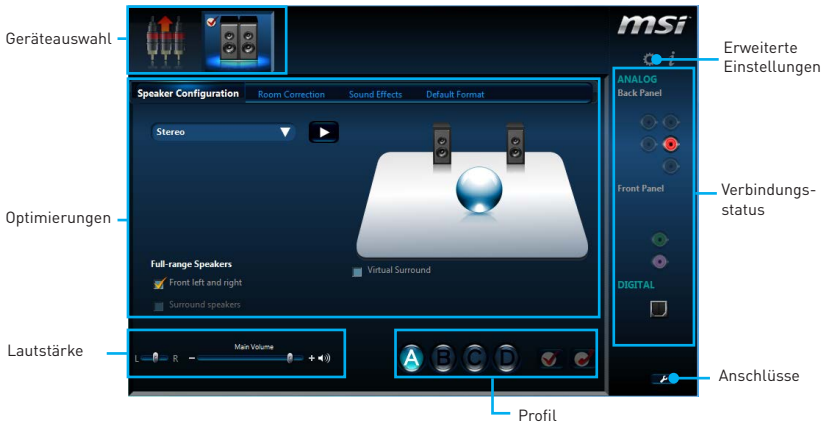 Geräteauswahl
msi
i
Erweiterte
Einstellungen
Speaker Configuration
Room Correction
Sound Effects
Default Format
ANALOG
Back Panel
Stereo
Front Panel
Verbindungs-
status
Optimierungen
Full-range Speakers
Front left and right
Surround speakers
Virtual Surround
DIGITAL
Lautstärke
Main Volume
L
R
A
B
C
D
Anschlüsse
Profil